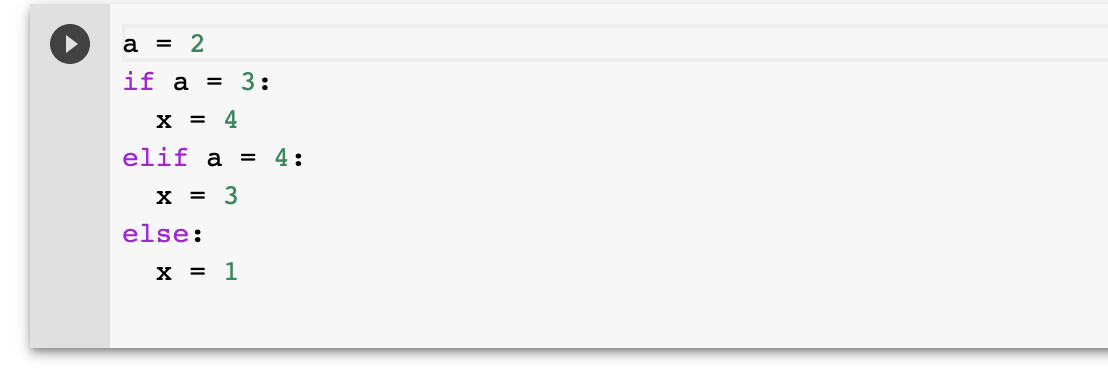 a = 2
if a = 3:
  x = 4
elif a = 4:
  x = 3
else:
  x = 1